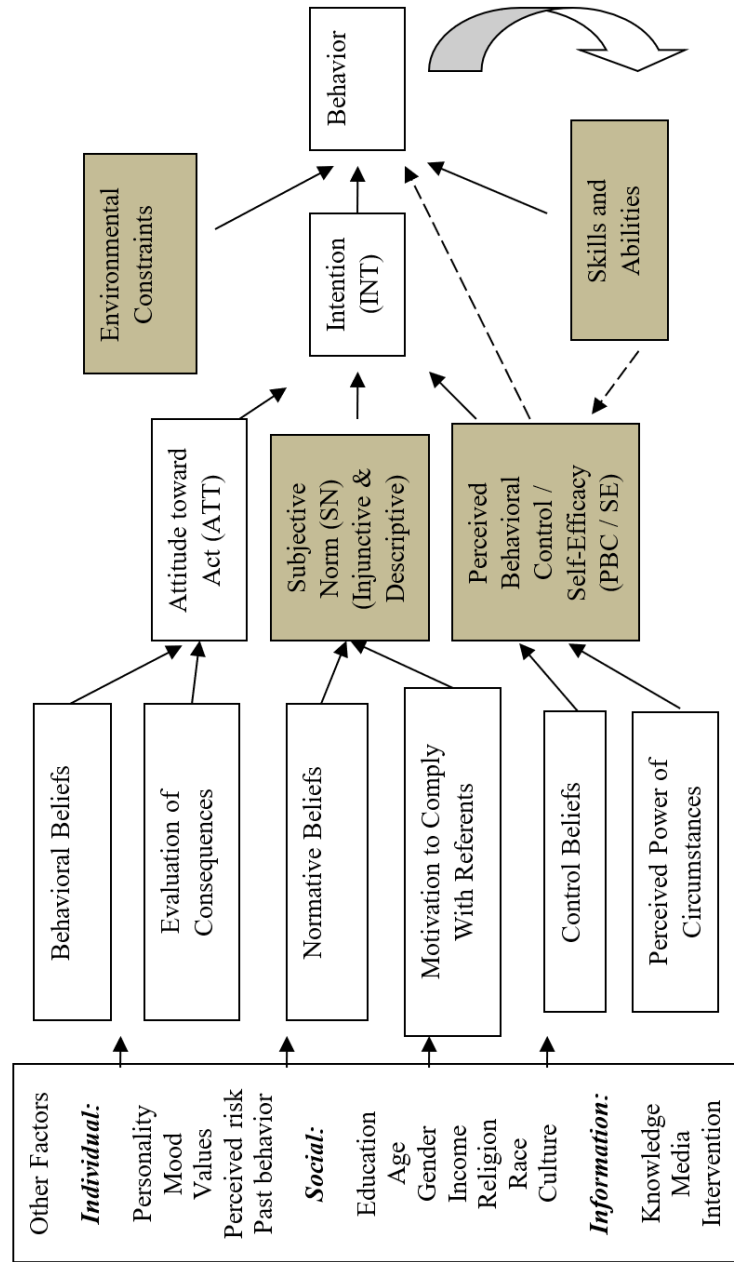 Other Factors
Individual:
Personality
Mood
Values
Perceived risk
Past behavior
Social:
Education
Age
Gender
Income
Religion
Race
Culture
Information:
Knowledge
Media
Intervention
Behavioral Beliefs
Evaluation of
Consequences
Normative Beliefs
Motivation to Comply
With Referents
Control Beliefs
Perceived Power of
Circumstances
Attitude toward
Act (ATT)
Subjective
Norm (SN)
(Injunctive &
Descriptive)
Perceived
Behavioral
Control /
Self-Efficacy
(PBC / SE)
Environmental
Constraints
Intention
(INT)
Skills and
Abilities
Behavior